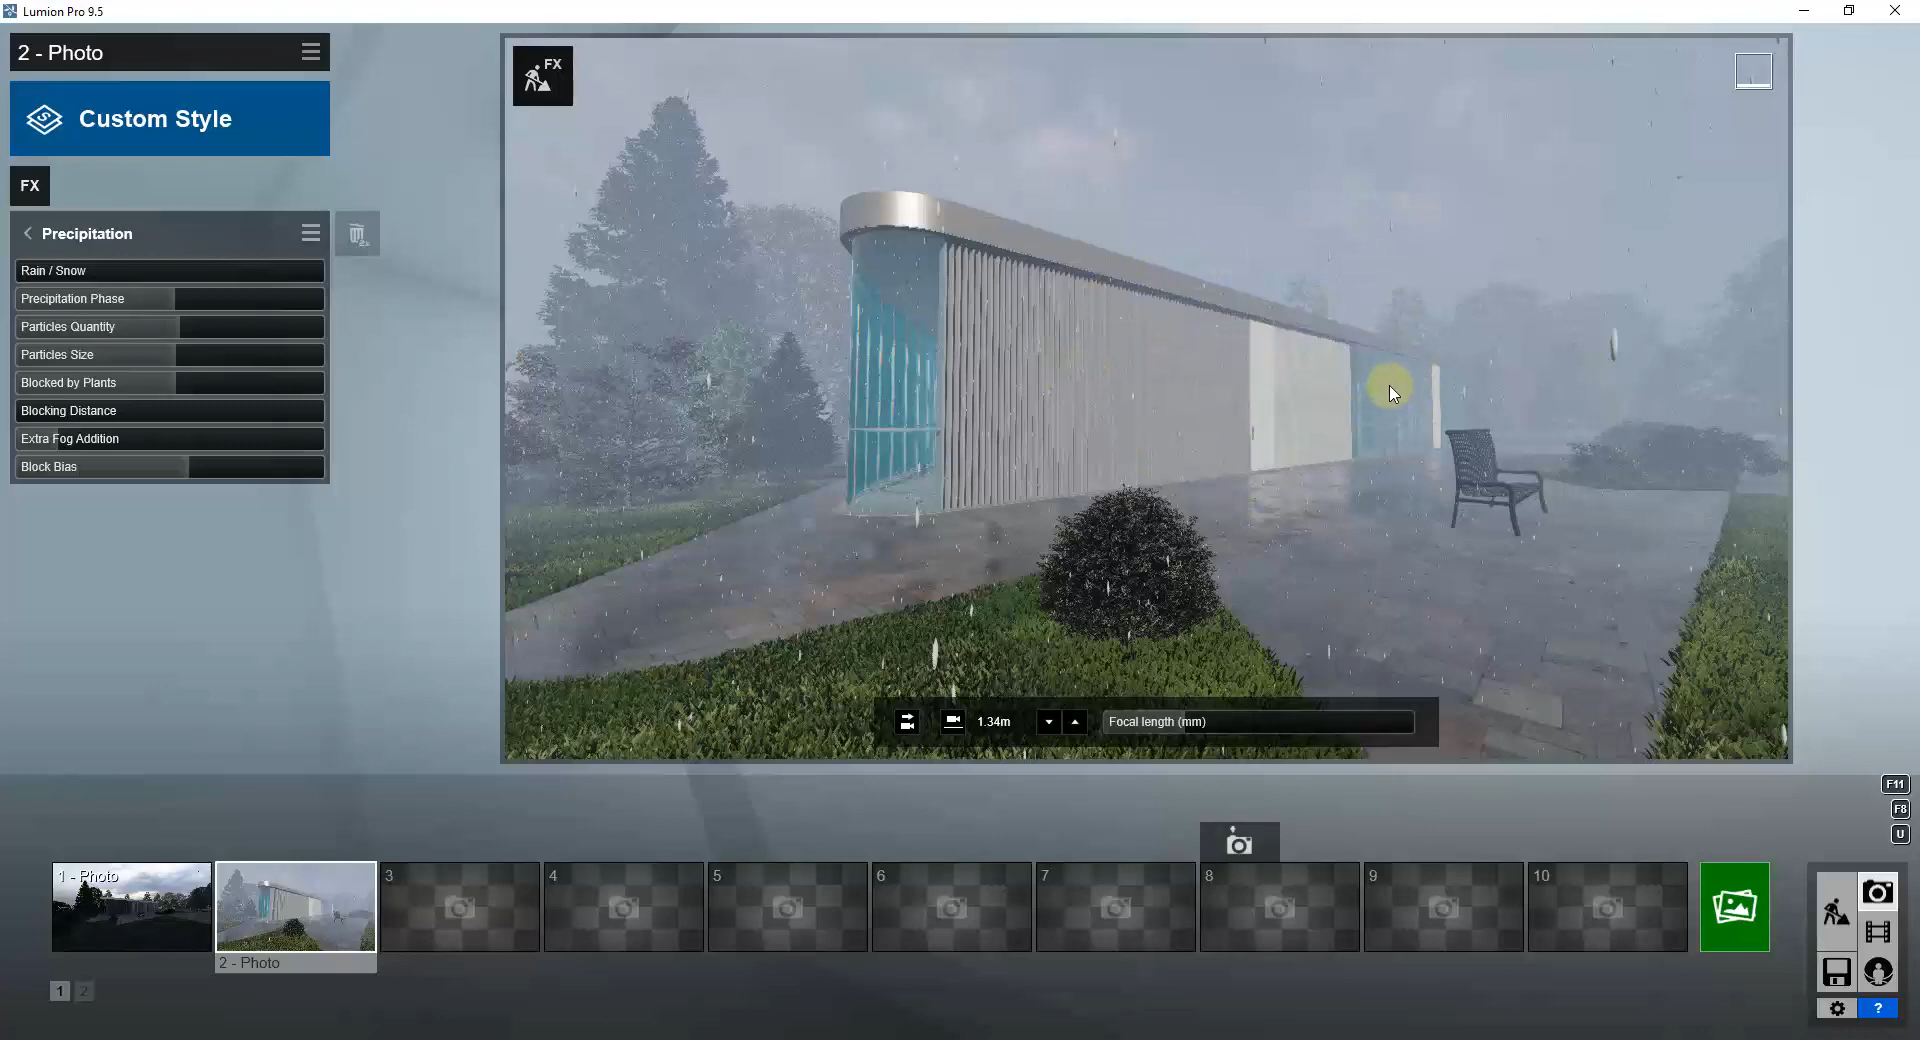 Lumion Pro 9.5
2 - Photo
Custom Style
FX
Precipitation
Rain / Snow
Precipitation Phase
Particles Quantity
Particles Size
Blocked by Plants
Blocking Distance
Extra Fog Addition
Block Bias
FX
1.34m
Focal length (mm)
F11
F8
U
1 - Photo
3
4
5
6
7
8
9
10
2 - Photo
1
2
?